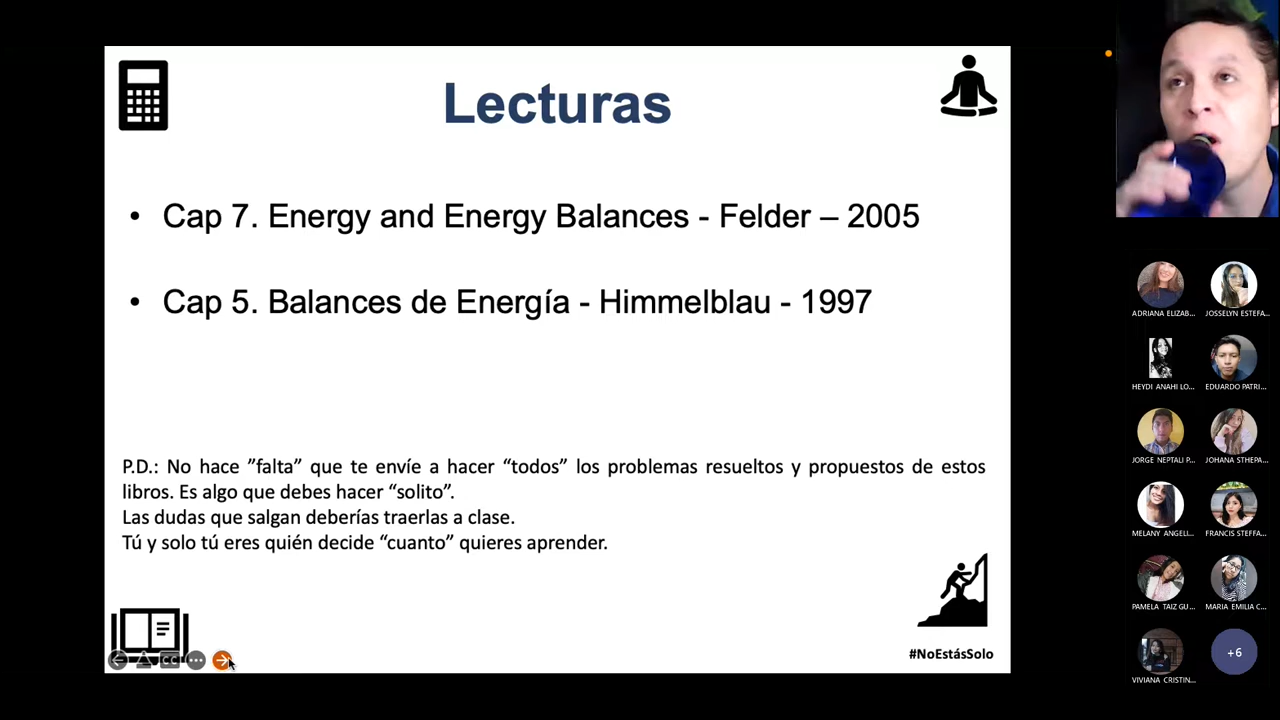 Lecturas
• Cap 7. Energy and Energy Balances - Felder – 2005
• Cap 5. Balances de Energía - Himmelblau - 1997
P.D.: No hace ”falta” que te envíe a hacer “todos” los problemas resueltos y propuestos de estos
libros. Es algo que debes hacer “solito”.
Las dudas que salgan deberías traerlas a clase.
Tú y solo tú eres quién decide “cuanto” quieres aprender.
#NoEstásSolo
CC
ADRIANA ELIZAB...
JOSSELYN ESTEFA...
HEYDI ANAHI LO...
EDUARDO PATRI...
JORGE NEPTALI P...
JOHANA STHEPA...
MELANY ANGELI...
FRANCIS STEFFA...
PAMELA TAIZ GU...
MARIA EMILIA C...
VIVIANA CRISTIN...
+6